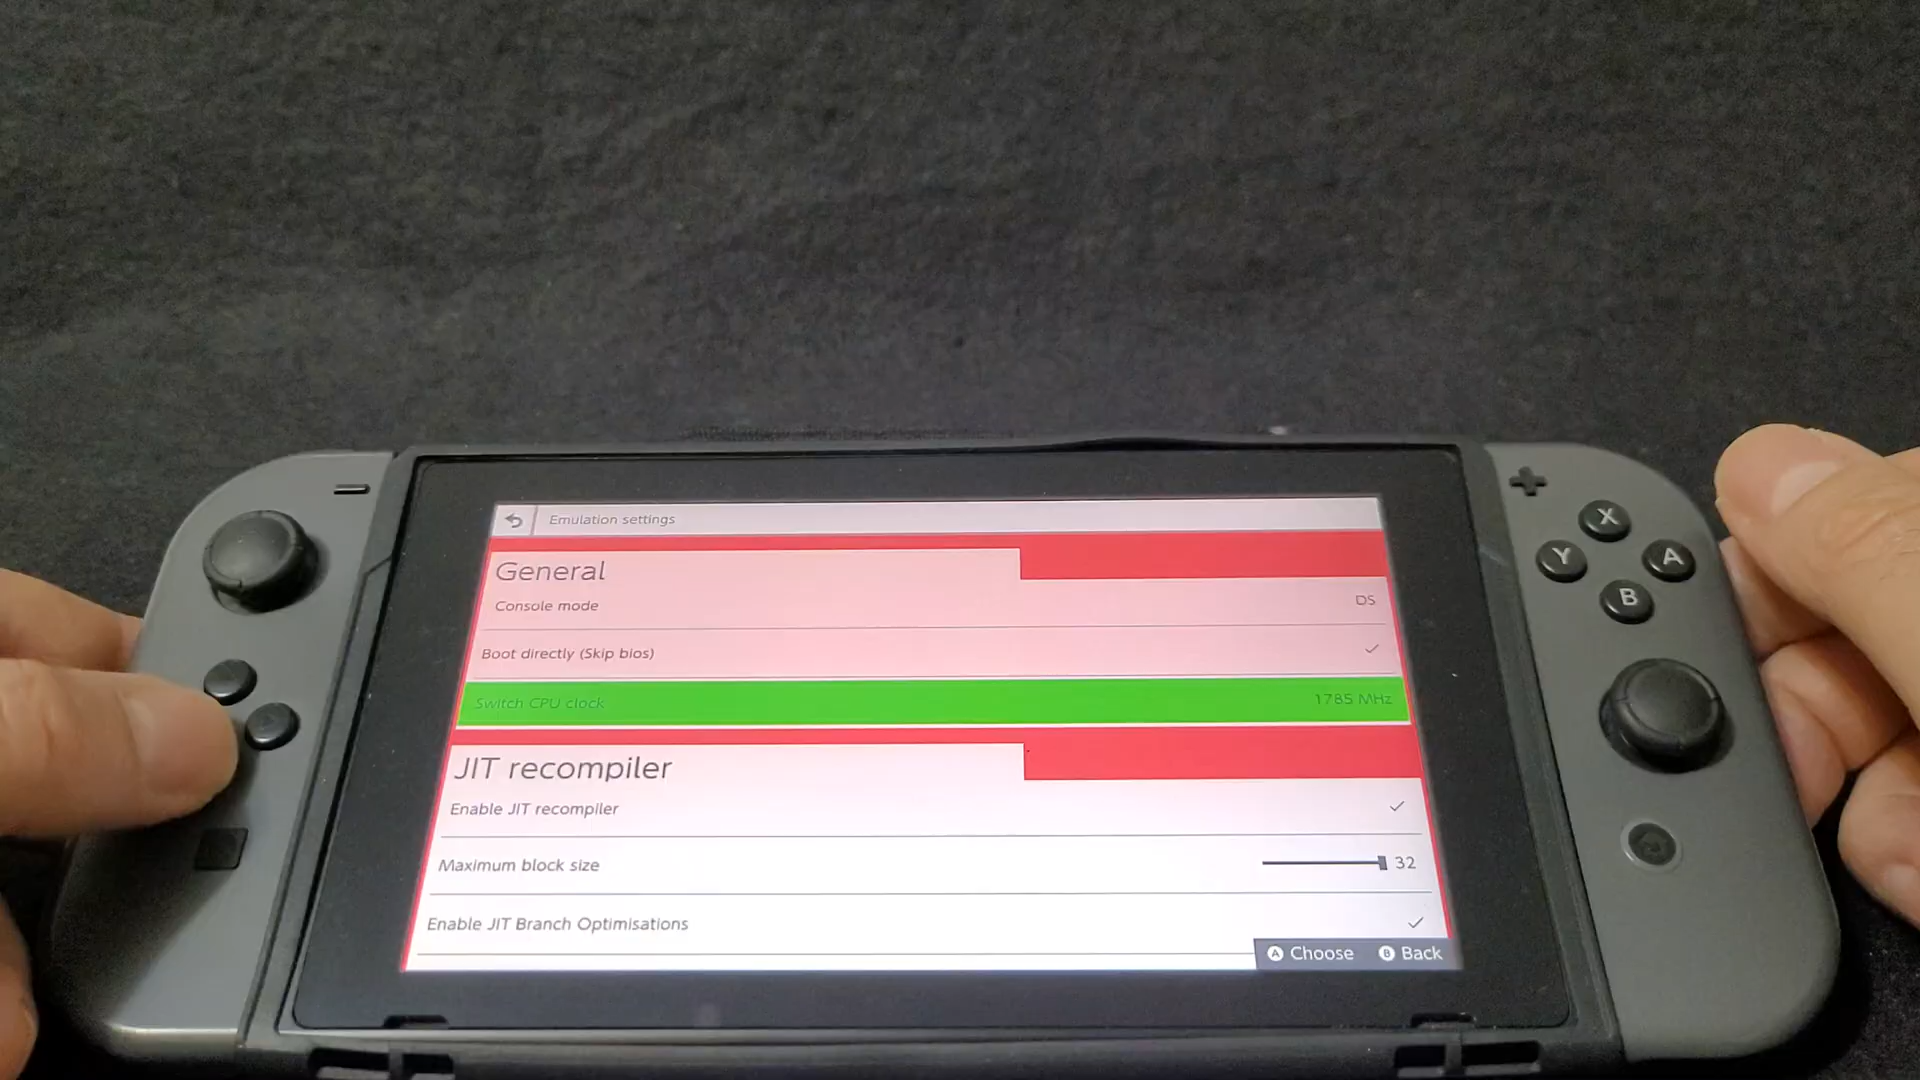 Emulation settings
General
Console mode DS
Boot directly (Skip bios)
Switch CPU clock 1785 MHz
JIT recompiler
Enable JIT recompiler
Maximum block size 32
Enable JIT Branch Optimisations
A Choose B Back
X
Y
A
B